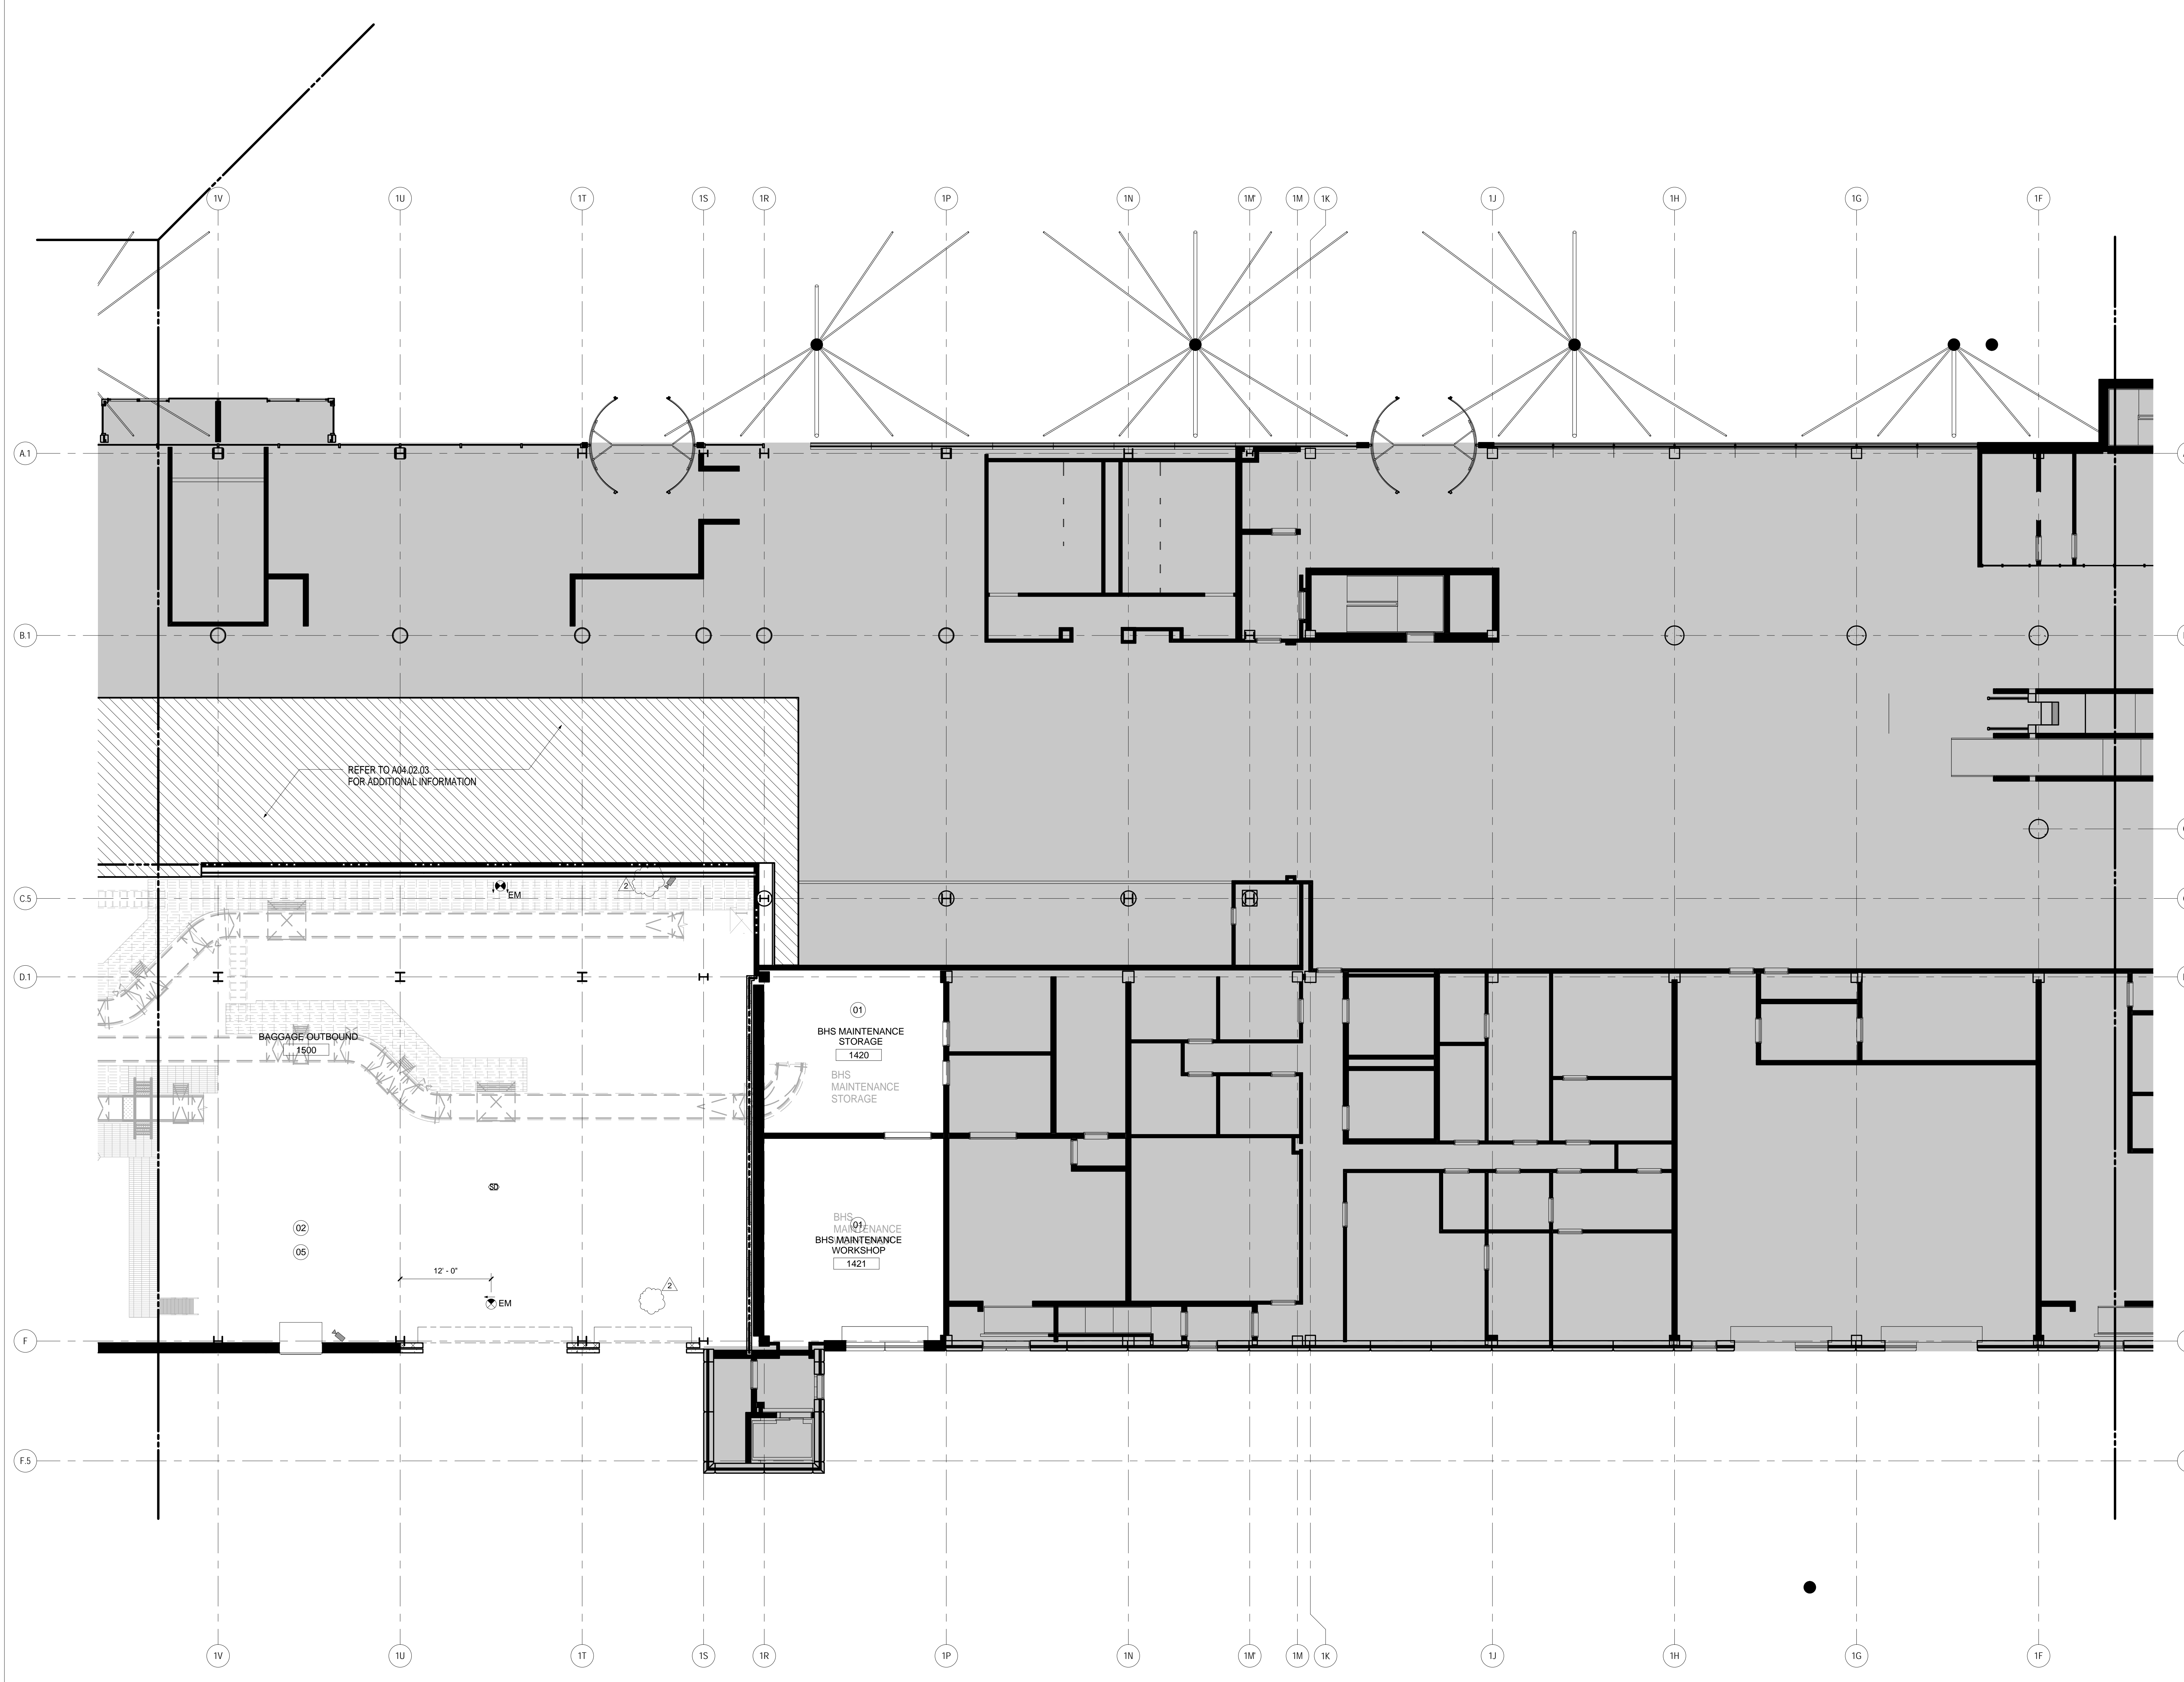 1V
1U
1T
1S
1R
1P
1N
1M'
1M
1K
1J
1H
1G
1F
A.1
B.1
REFER TO A04.02.03
FOR ADDITIONAL INFORMATION
2
EM
C.5
D.1
01
BHS MAINTENANCE
STORAGE
1420
BHS
MAINTENANCE
STORAGE
BAGGAGE OUTBOUND
1500
SD
02
05
BHS
MAINTENANCE
01
BHS MAINTENANCE
WORKSHOP
1421
12' - 0"
EM
2
F
F.5
1V
1U
1T
1S
1R
1P
1N
1M'
1M
1K
1J
1H
1G
1F